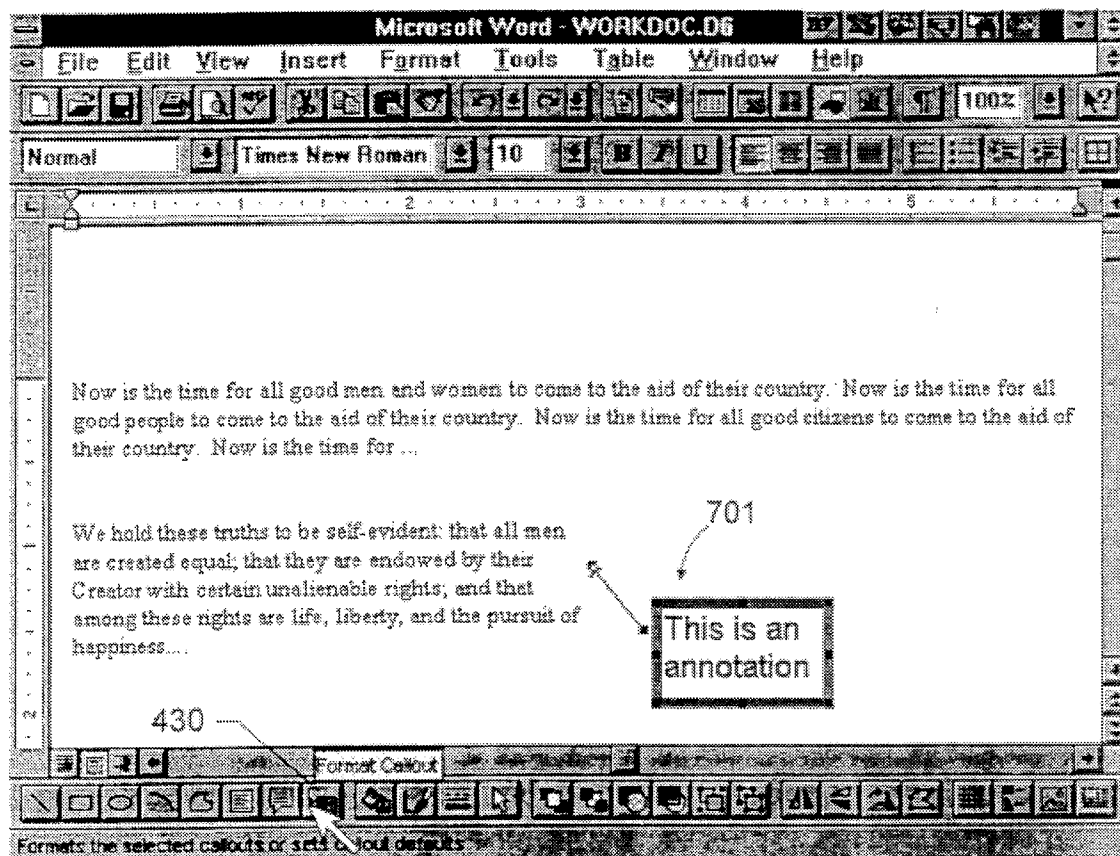 Microsoft Word - WORKDOC.D6
File Edit View Insert Format Tools Table Window Help
100%
Normal Times New Roman 10 B I U
1 2 3 4 5
Now is the time for all good men and women to come to the aid of their country. Now is the time for all
good people to come to the aid of their country. Now is the time for all good citizens to come to the aid of
their country. Now is the time for ...
We hold these truths to be self-evident: that all men
are created equal; that they are endowed by their
Creator with certain unalienable rights; and that
among these rights are life, liberty, and the pursuit of
happiness....
701
This is an
annotation
430
Format Callout
Formats the selected callouts or sets callout defaults